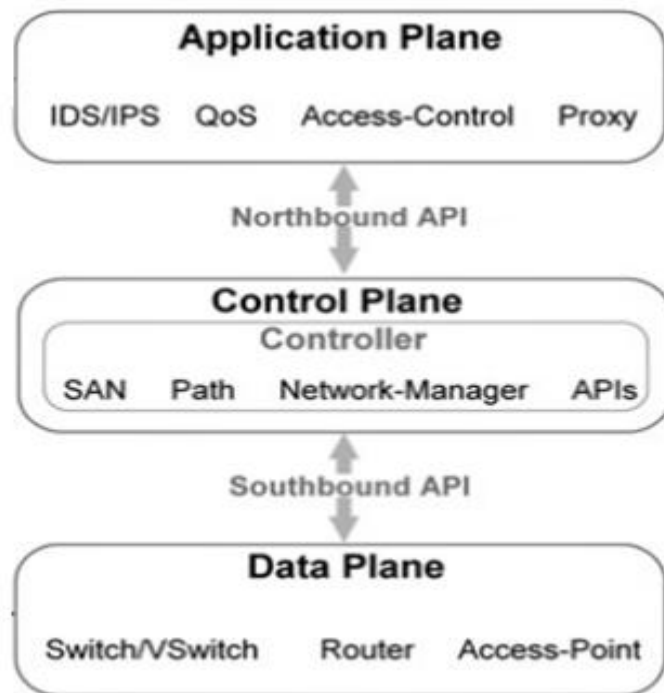 Application Plane
IDS/IPS QoS Access-Control Proxy
Northbound API
Control Plane
Controller
SAN Path Network-Manager APIs
Southbound API
Data Plane
Switch/VSwitch Router Access-Point